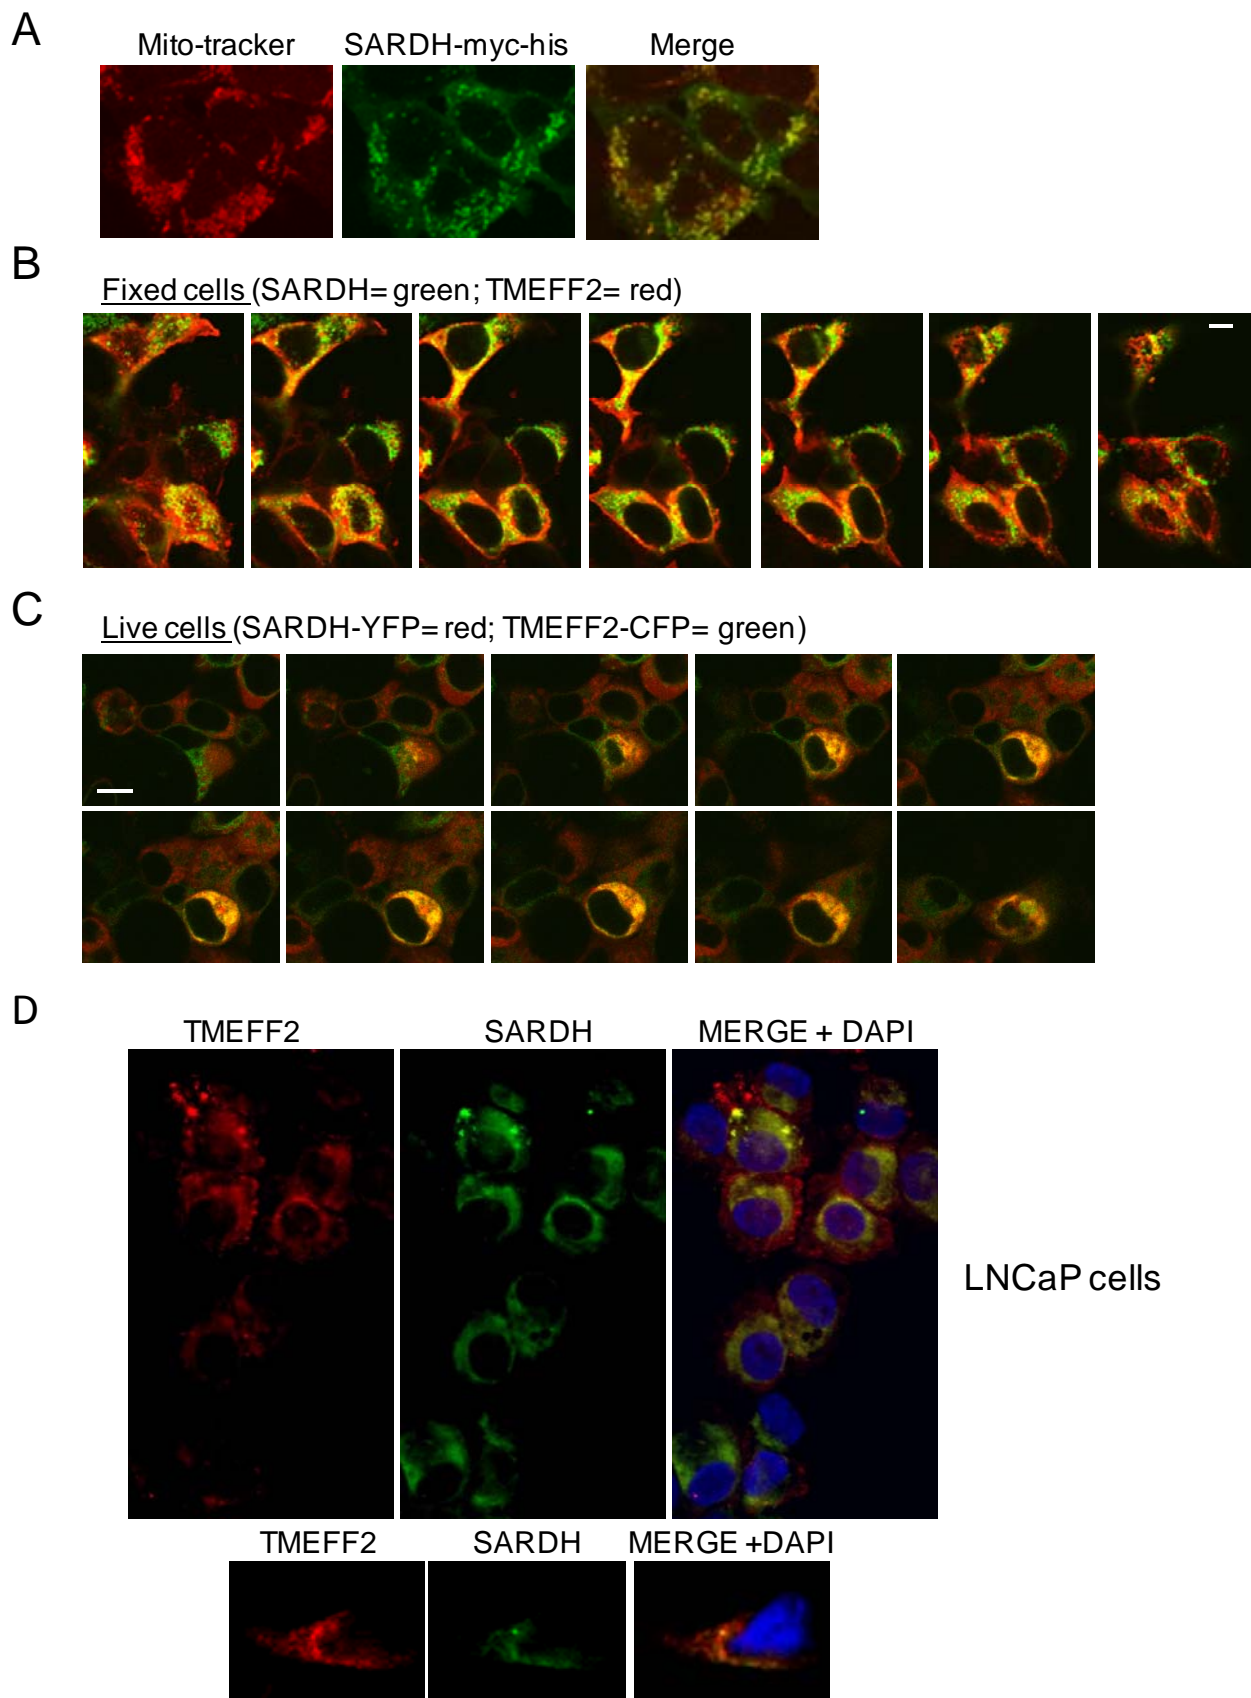 A
Mito-tracker SARDH-myc-his Merge
B
Fixed cells (SARDH= green; TMEFF2= red)
C
Live cells (SARDH-YFP= red; TMEFF2-CFP= green)
D
TMEFF2 SARDH MERGE + DAPI
LNCaP cells
TMEFF2 SARDH MERGE +DAPI